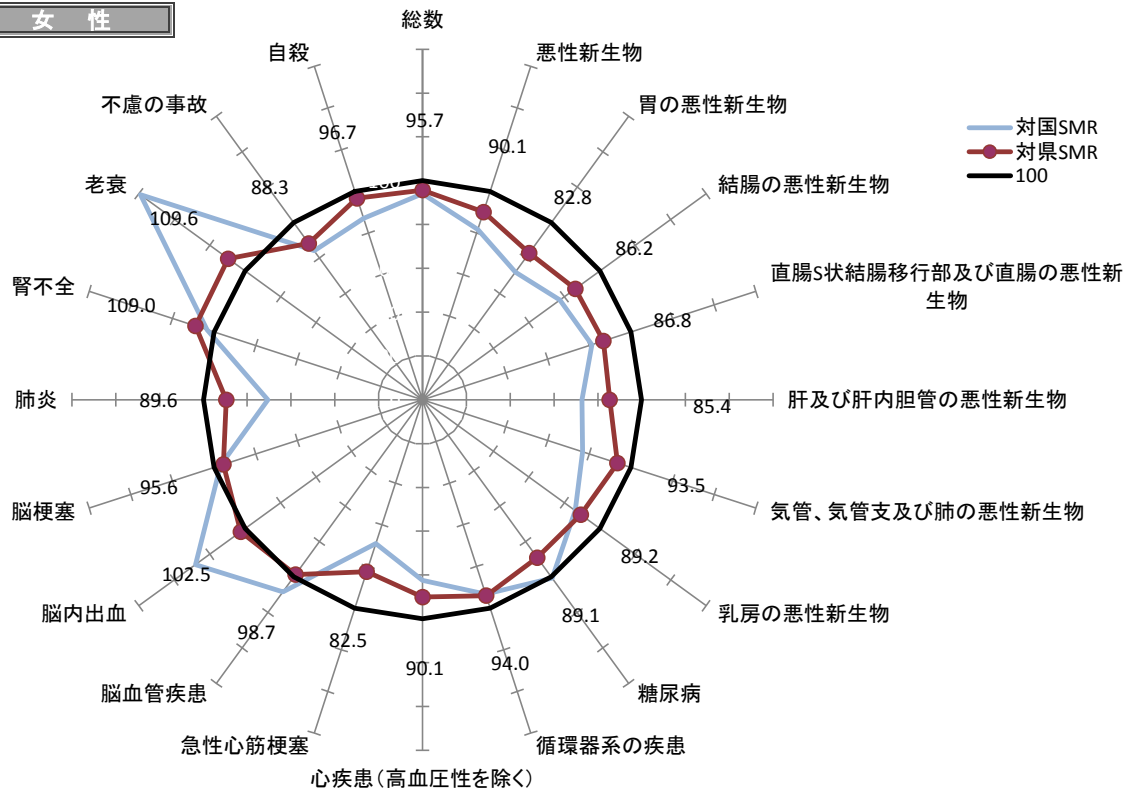 女 性
総数
自殺
悪性新生物
不慮の事故
胃の悪性新生物
老衰
結腸の悪性新生物
腎不全
直腸S状結腸移行部及び直腸の悪性新
生物
肺炎
肝及び肝内胆管の悪性新生物
脳梗塞
気管、気管支及び肺の悪性新生物
脳内出血
乳房の悪性新生物
脳血管疾患
糖尿病
急性心筋梗塞
循環器系の疾患
心疾患(高血圧性を除く)
95.7
90.1
82.8
86.2
86.8
85.4
93.5
89.2
89.1
94.0
90.1
82.5
98.7
102.5
95.6
89.6
109.0
109.6
88.3
96.7
対国SMR
対県SMR
100